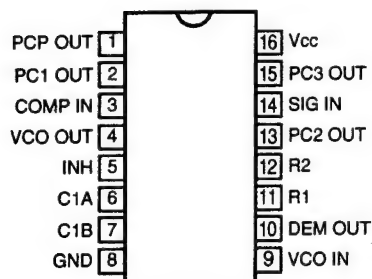 PCP OUT 1 16 Vcc
PC1 OUT 2 15 PC3 OUT
COMP IN 3 14 SIG IN
VCO OUT 4 13 PC2 OUT
INH 5 12 R2
C1A 6 11 R1
C1B 7 10 DEM OUT
GND 8 9 VCO IN